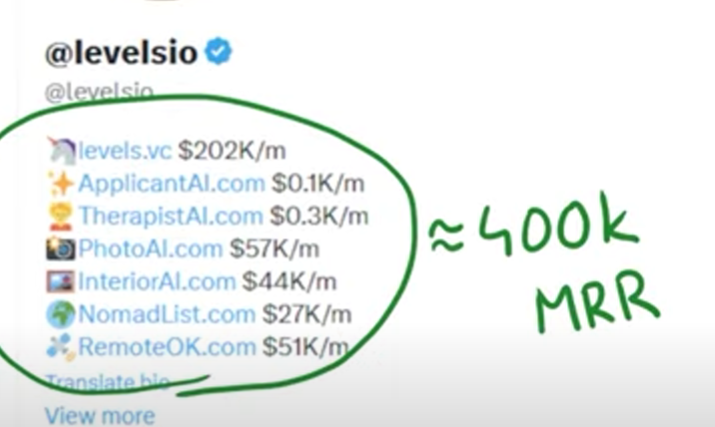 @levelsio
@levelsio
levels.vc $202K/m
ApplicantAI.com $0.1K/m
TherapistAI.com $0.3K/m
PhotoAI.com $57K/m
InteriorAI.com $44K/m
NomadList.com $27K/m
RemoteOK.com $51K/m
≈400k
MRR
Translate bio
View more